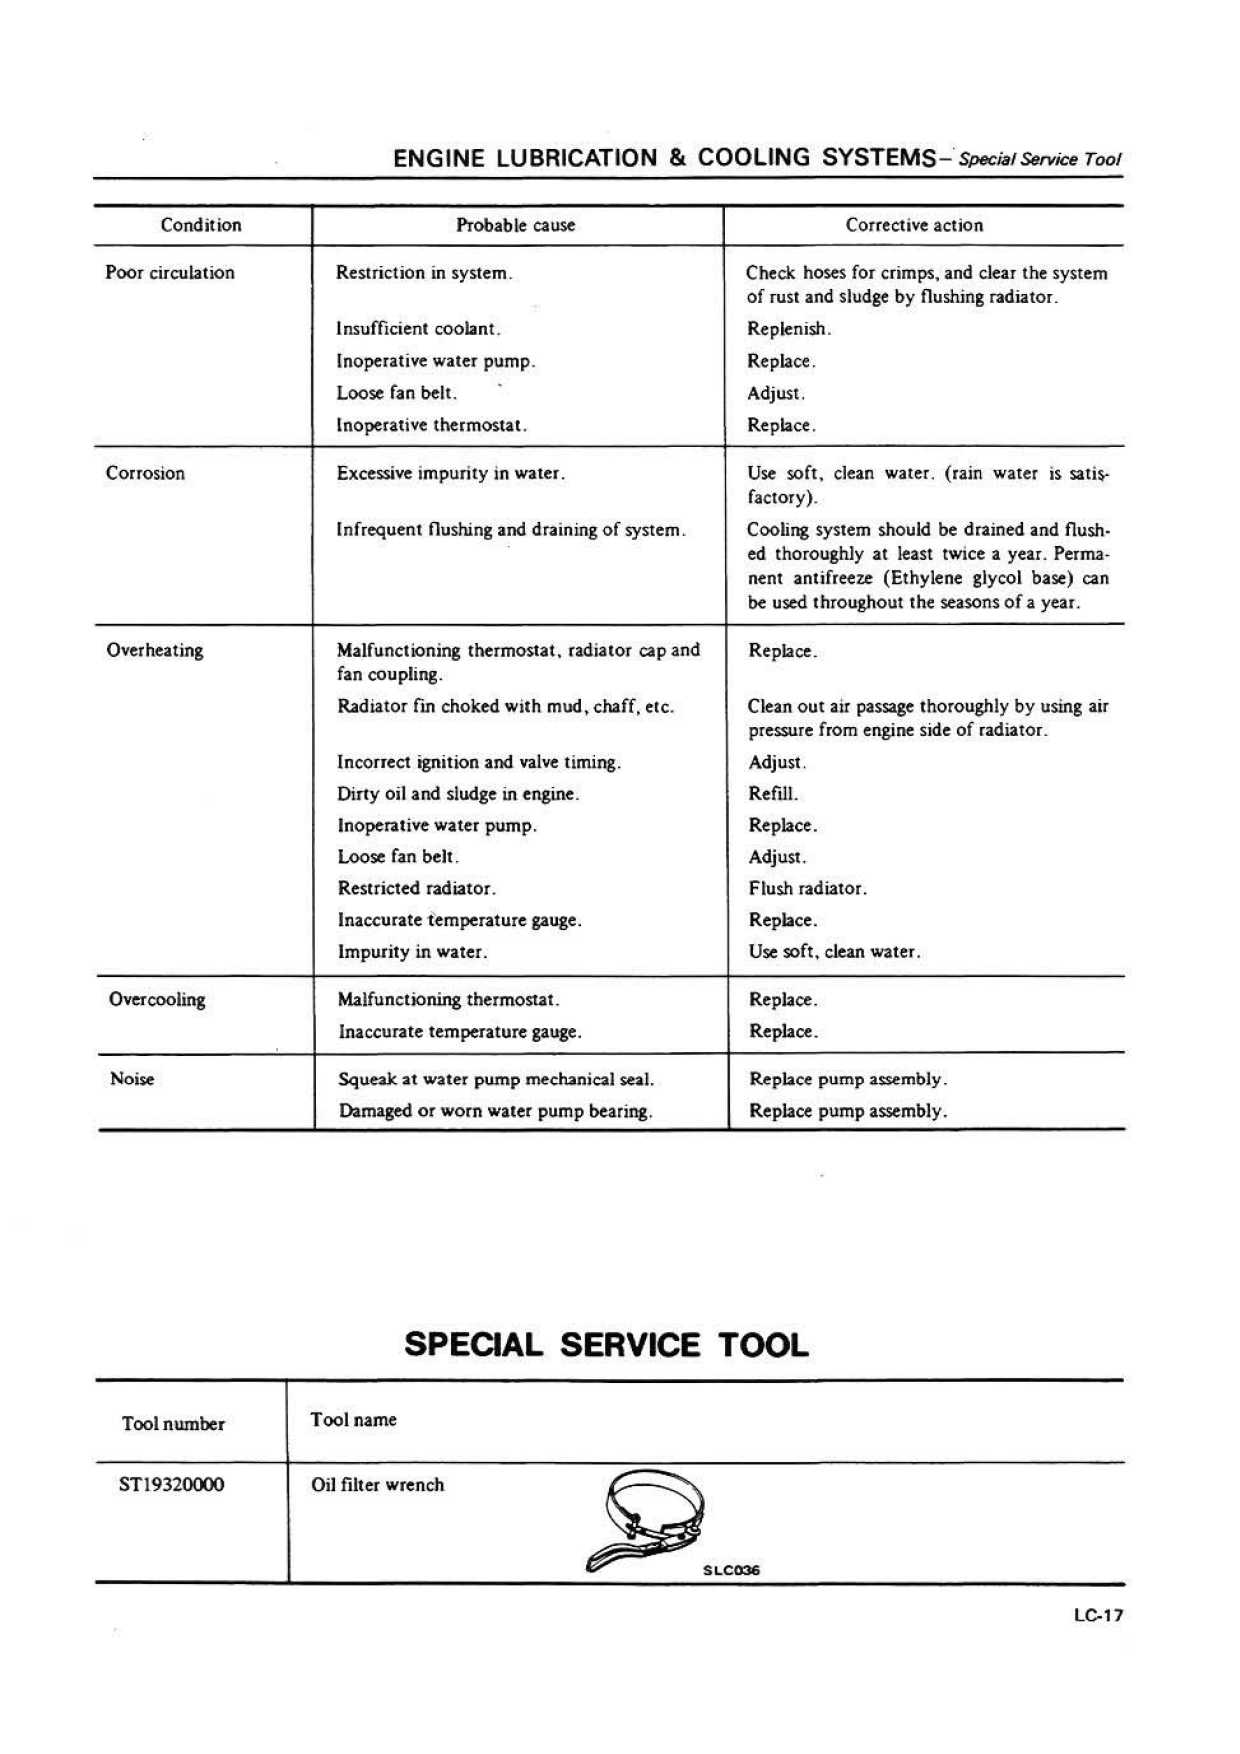 ENGINE LUBRICATION & COOLING SYSTEMS– Special Service Tool
Condition Probable cause Corrective action
Poor circulation Restriction in system. Check hoses for crimps, and clear the system
of rust and sludge by flushing radiator.
Insufficient coolant. Replenish.
Inoperative water pump. Replace.
Loose fan belt. Adjust.
Inoperative thermostat. Replace.
Corrosion Excessive impurity in water. Use soft, clean water. (rain water is satis-
factory).
Infrequent flushing and draining of system. Cooling system should be drained and flush-
ed thoroughly at least twice a year. Perma-
nent antifreeze (Ethylene glycol base) can
be used throughout the seasons of a year.
Overheating Malfunctioning thermostat, radiator cap and Replace.
fan coupling.
Radiator fin choked with mud, chaff, etc. Clean out air passage thoroughly by using air
pressure from engine side of radiator.
Incorrect ignition and valve timing. Adjust.
Dirty oil and sludge in engine. Refill.
Inoperative water pump. Replace.
Loose fan belt. Adjust.
Restricted radiator. Flush radiator.
Inaccurate temperature gauge. Replace.
Impurity in water. Use soft, clean water.
Overcooling Malfunctioning thermostat. Replace.
Inaccurate temperature gauge. Replace.
Noise Squeak at water pump mechanical seal. Replace pump assembly.
Damaged or worn water pump bearing. Replace pump assembly.
SPECIAL SERVICE TOOL
Tool number Tool name
ST19320000 Oil filter wrench
SLC036
LC-17